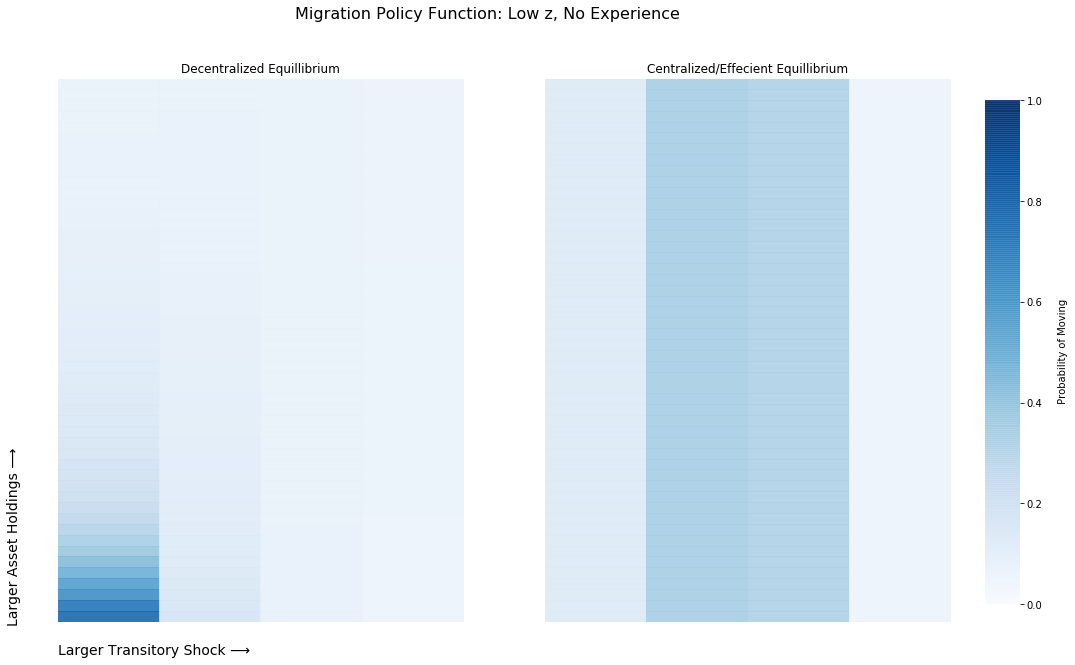 Migration Policy Function: Low z, No Experience
Decentralized Equillibrium
Centralized/Effecient Equillibrium
1.0
0.8
0.6
0.4
0.2
0.0
Probability of Moving
Larger Asset Holdings ⟶
Larger Transitory Shock ⟶